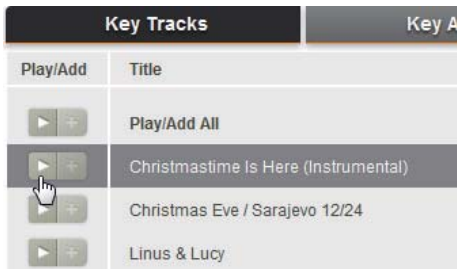 Key Tracks Key A
Play/Add Title
Play/Add All
Christmastime Is Here (Instrumental)
Christmas Eve / Sarajevo 12/24
Linus & Lucy